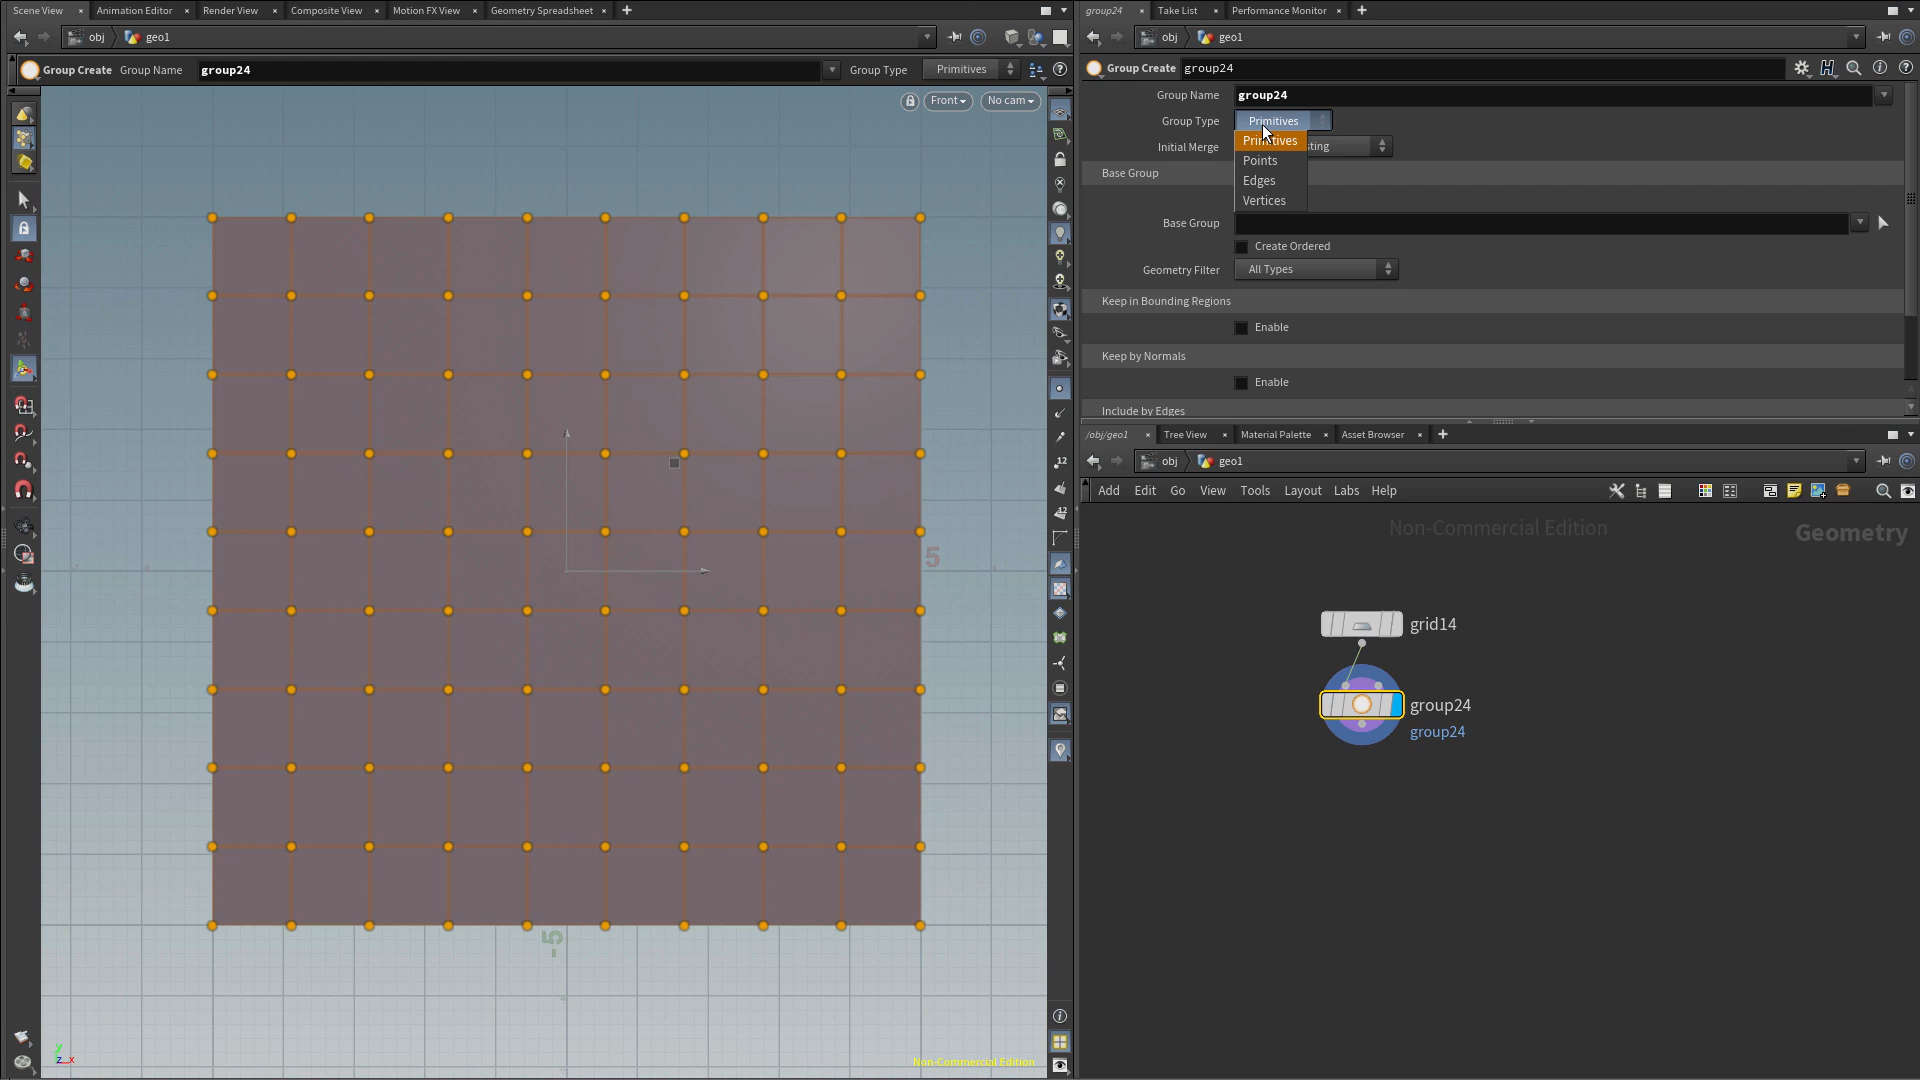 Scene View × Animation Editor × Render View × Composite View × Motion FX View × Geometry Spreadsheet × +
obj geo1
Group Create Group Name group24 Group Type Primitives
Front No cam
5
-5
y
z x
Non-Commercial Edition
12
12
group24 × Take List × Performance Monitor × +
obj geo1
Group Create group24
Group Name group24
Group Type Primitives
Primitives
Points
Edges
Vertices
Initial Merge sting
Base Group
Base Group
Create Ordered
Geometry Filter All Types
Keep in Bounding Regions
Enable
Keep by Normals
Enable
Include by Edges
/obj/geo1 × Tree View × Material Palette × Asset Browser × +
obj geo1
Add Edit Go View Tools Layout Labs Help
Non-Commercial Edition Geometry
grid14
group24
group24